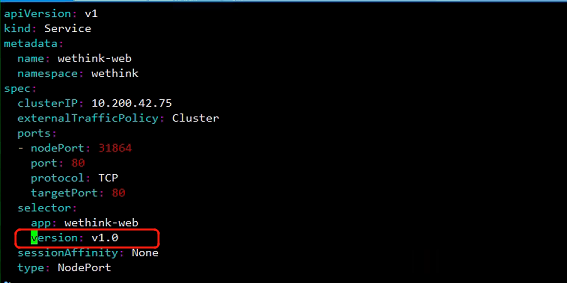 apiVersion: v1
kind: Service
metadata:
  name: wethink-web
  namespace: wethink
spec:
  clusterIP: 10.200.42.75
  externalTrafficPolicy: Cluster
  ports:
  - nodePort: 31864
    port: 80
    protocol: TCP
    targetPort: 80
  selector:
    app: wethink-web
    version: v1.0
  sessionAffinity: None
  type: NodePort